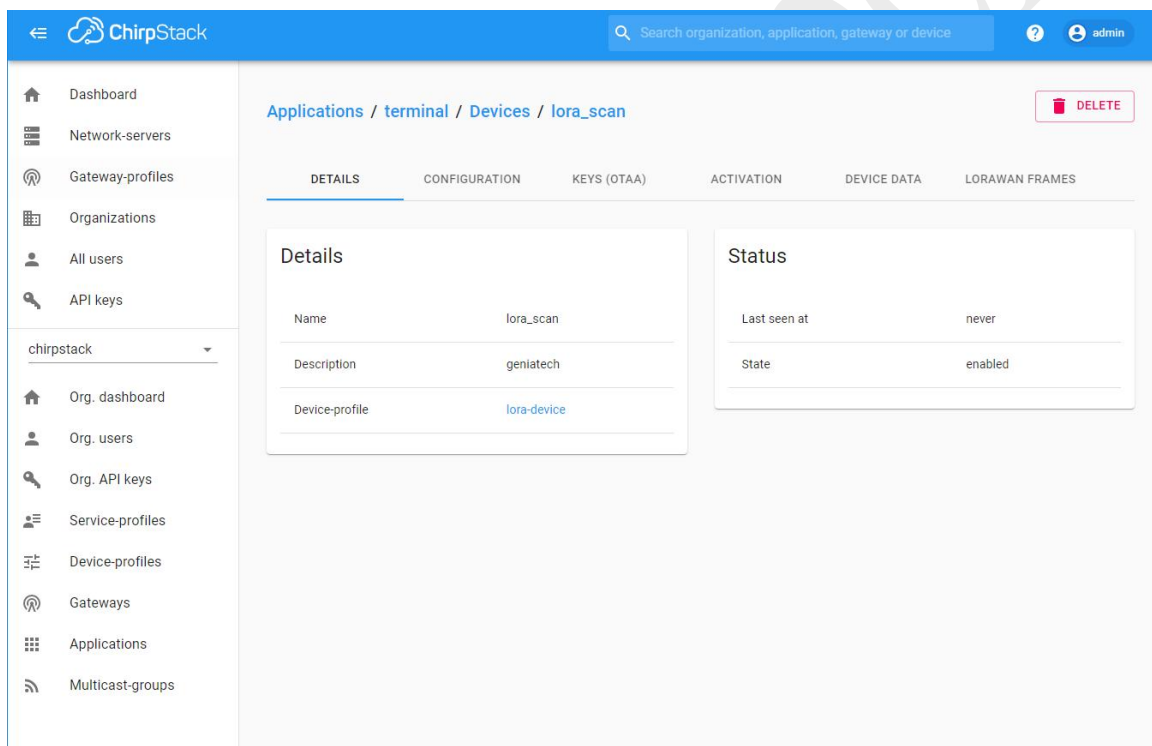 ChirpStack
Search organization, application, gateway or device
? admin
Dashboard
Network-servers
Gateway-profiles
Organizations
All users
API keys
chirpstack
Org. dashboard
Org. users
Org. API keys
Service-profiles
Device-profiles
Gateways
Applications
Multicast-groups
Applications / terminal / Devices / lora_scan
DELETE
DETAILS CONFIGURATION KEYS (OTAA) ACTIVATION DEVICE DATA LORAWAN FRAMES
Details
Name lora_scan
Description geniatech
Device-profile lora-device
Status
Last seen at never
State enabled